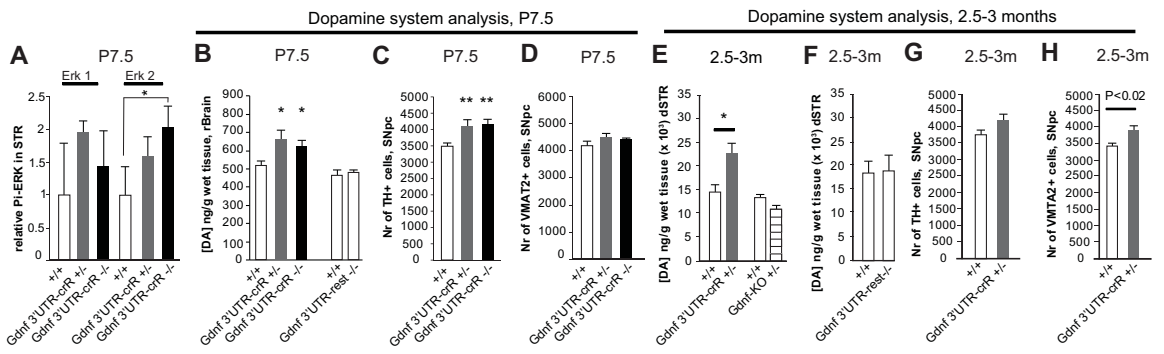 Dopamine system analysis, P7.5
Dopamine system analysis, 2.5-3 months
A
P7.5
Erk 1
Erk 2
*
relative Pi-ERK in STR
2.5
2
1.5
1
0.5
0
+/+
Gdnf 3'UTR-crR +/-
Gdnf 3'UTR-crR -/-
+/+
Gdnf 3'UTR-crR +/-
Gdnf 3'UTR-crR -/-
B
P7.5
[DA] ng/g wet tissue, rBrain
900
800
700
600
500
400
300
200
100
0
* *
+/+
Gdnf 3'UTR-crR +/-
Gdnf 3'UTR-crR -/-
+/+
Gdnf 3'UTR-rest -/-
C
P7.5
Nr of TH+ cells, SNpc
5000
4500
4000
3500
3000
2500
2000
1500
1000
500
0
** **
+/+
Gdnf 3'UTR-crR +/-
Gdnf 3'UTR-crR -/-
D
P7.5
Nr of VMAT2+ cells, SNpc
6000
5000
4000
3000
2000
1000
0
+/+
Gdnf 3'UTR-crR +/-
Gdnf 3'UTR-crR -/-
E
2.5-3m
[DA] ng/g wet tissue (x 10³) dSTR
35
30
25
20
15
10
5
0
*
+/+
Gdnf 3'UTR-crR +/-
+/+
Gdnf-KO +/-
F
2.5-3m
[DA] ng/g wet tissue (x 10³) dSTR
35
30
25
20
15
10
5
0
+/+
Gdnf 3'UTR-rest-/-
G
2.5-3m
Nr of TH+ cells, SNpc
5000
4500
4000
3500
3000
2500
2000
1500
1000
500
0
+/+
Gdnf 3'UTR-crR +/-
H
2.5-3m
P<0.02
Nr of VMTA2+ cells, SNpc
5000
4500
4000
3500
3000
2500
2000
1500
1000
500
0
+/+
Gdnf 3'UTR-crR +/-